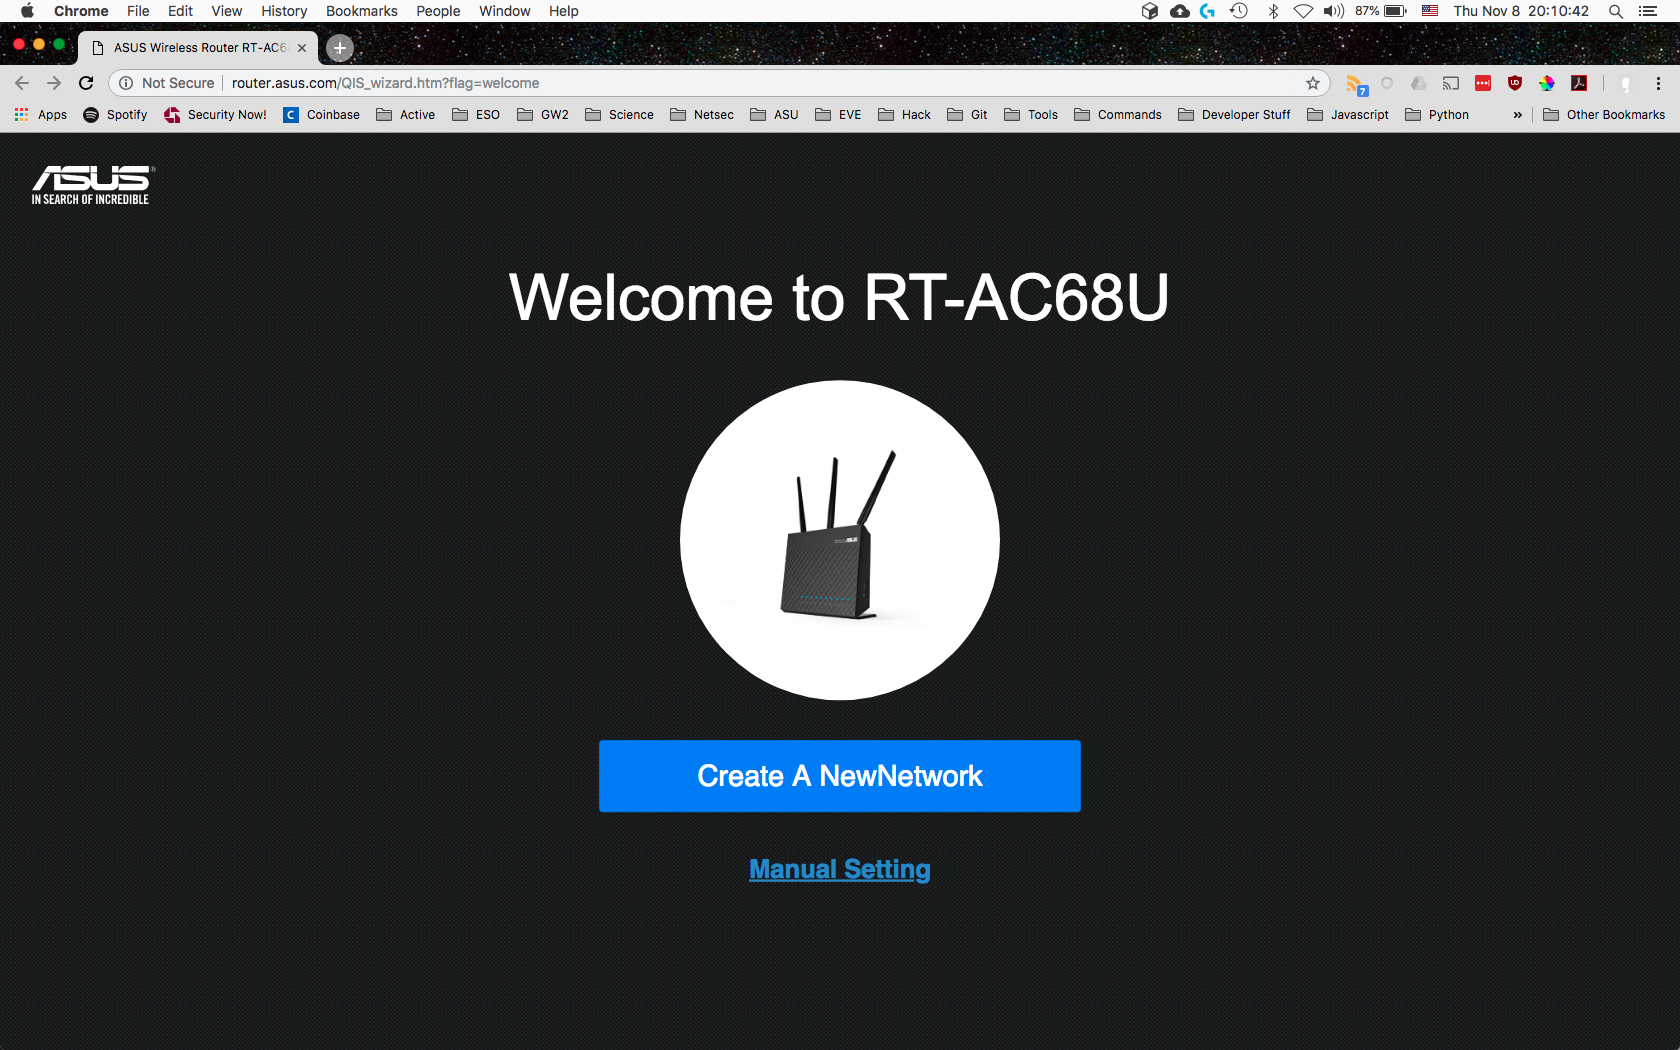 Chrome File Edit View History Bookmarks People Window Help 87% Thu Nov 8 20:10:42
ASUS Wireless Router RT-AC6
Not Secure router.asus.com/QIS_wizard.htm?flag=welcome 7
Apps Spotify Security Now! C Coinbase Active ESO GW2 Science Netsec ASU EVE Hack Git Tools Commands Developer Stuff Javascript Python » Other Bookmarks
ASUS
IN SEARCH OF INCREDIBLE
Welcome to RT-AC68U
ASUS
Create A NewNetwork
Manual Setting